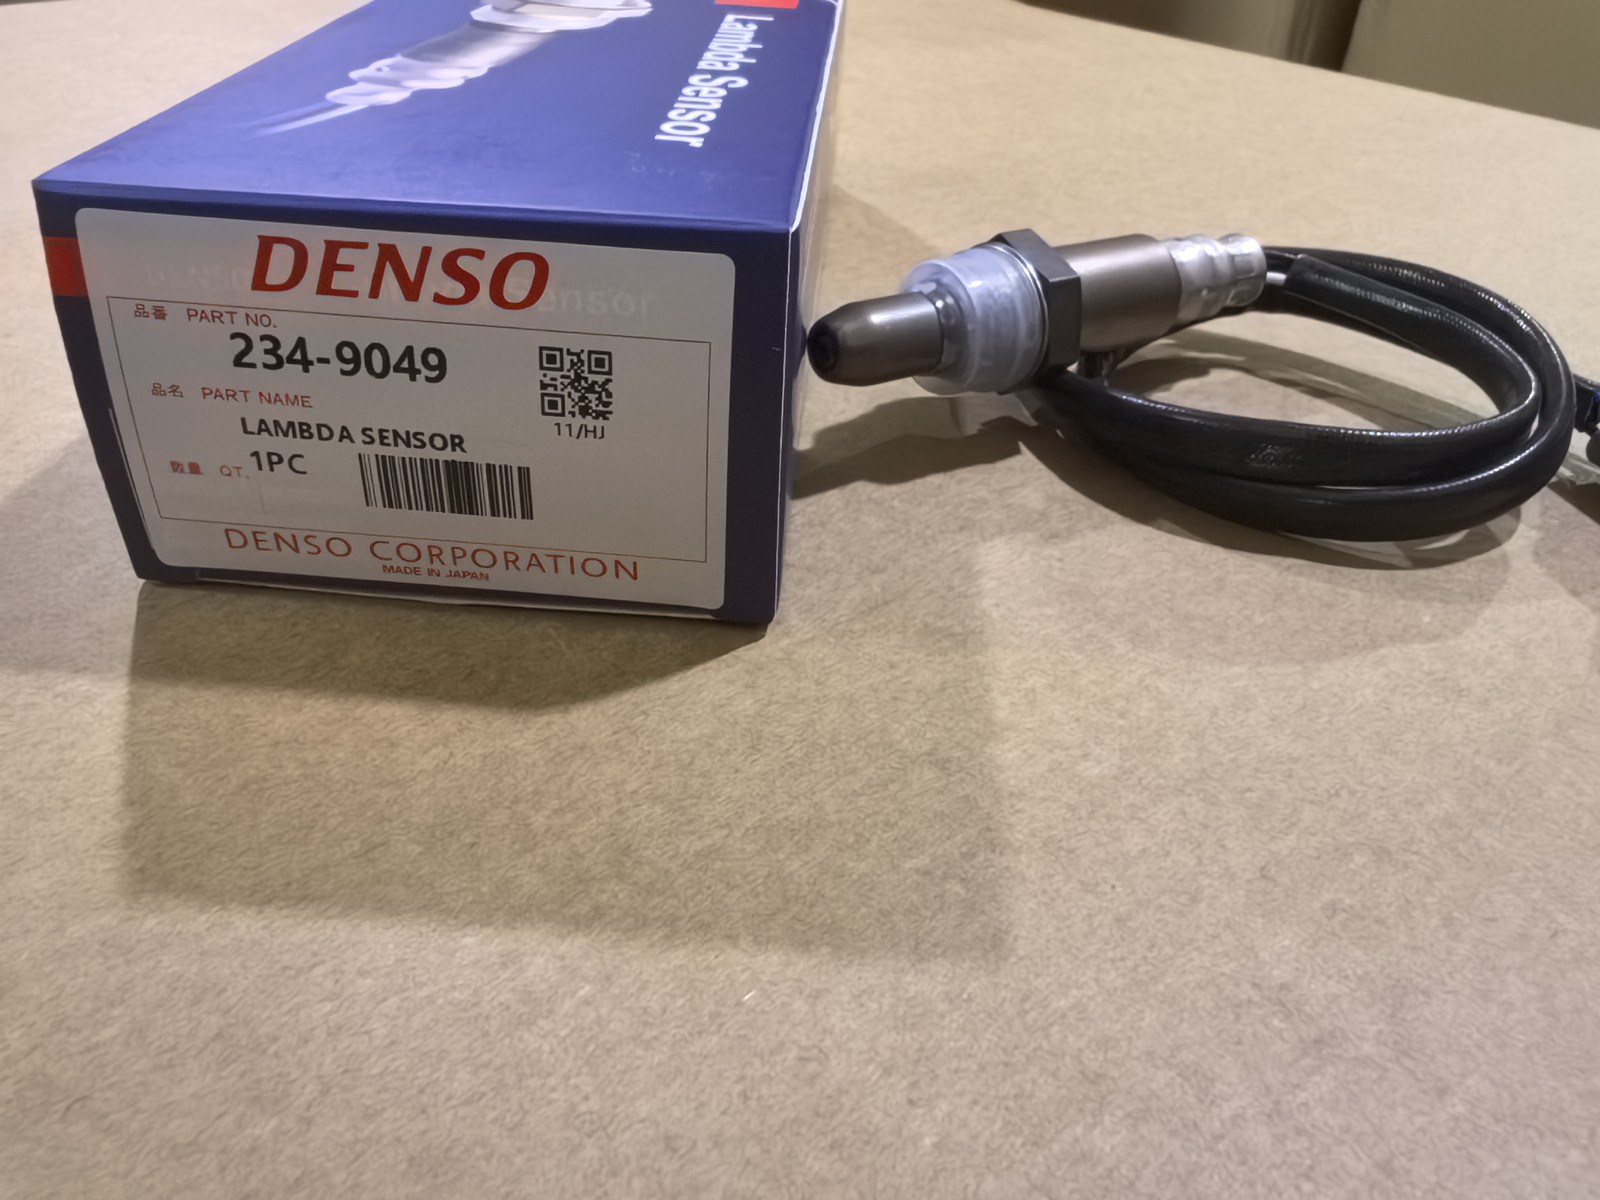 Lambda Sensor
DENSO
品番 PART NO.
234-9049
品名 PART NAME
LAMBDA SENSOR
数量 QT. 1PC
11/HJ
DENSO CORPORATION
MADE IN JAPAN